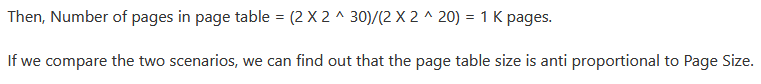 Then, Number of pages in page table = (2 X 2 ^ 30)/(2 X 2 ^ 20) = 1 K pages.
If we compare the two scenarios, we can find out that the page table size is anti proportional to Page Size.